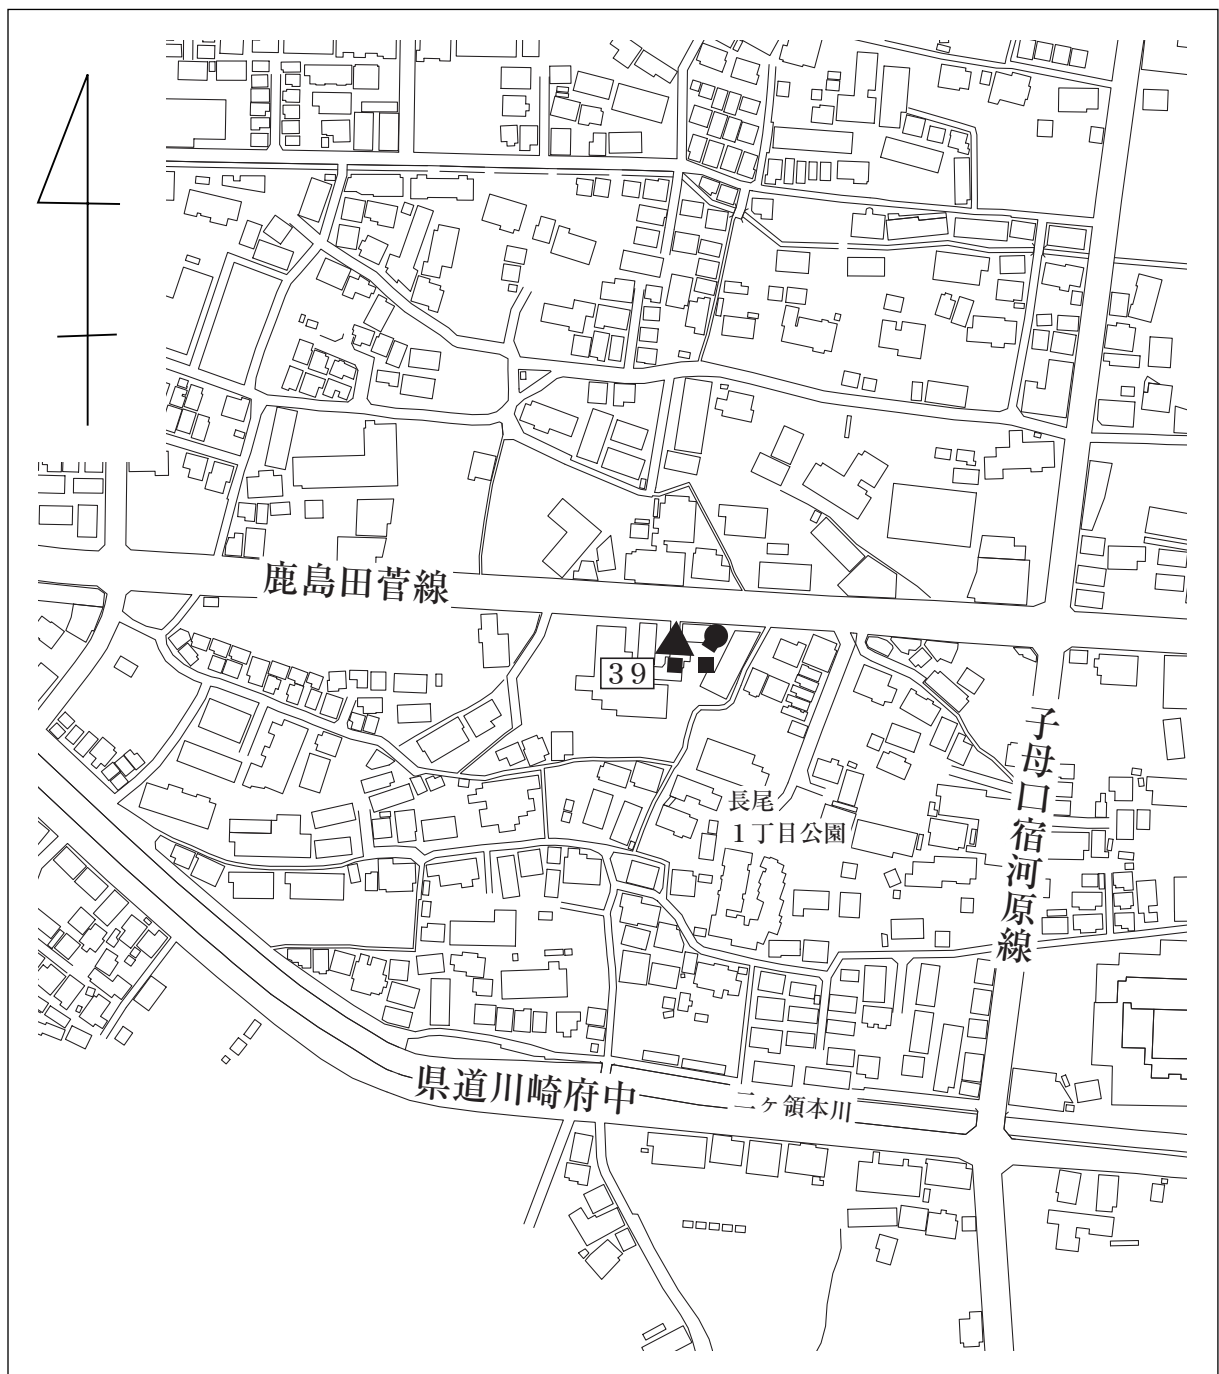 鹿島田菅線
39
子母口宿河原線
長尾
１丁目公園
県道川崎府中
二ヶ領本川